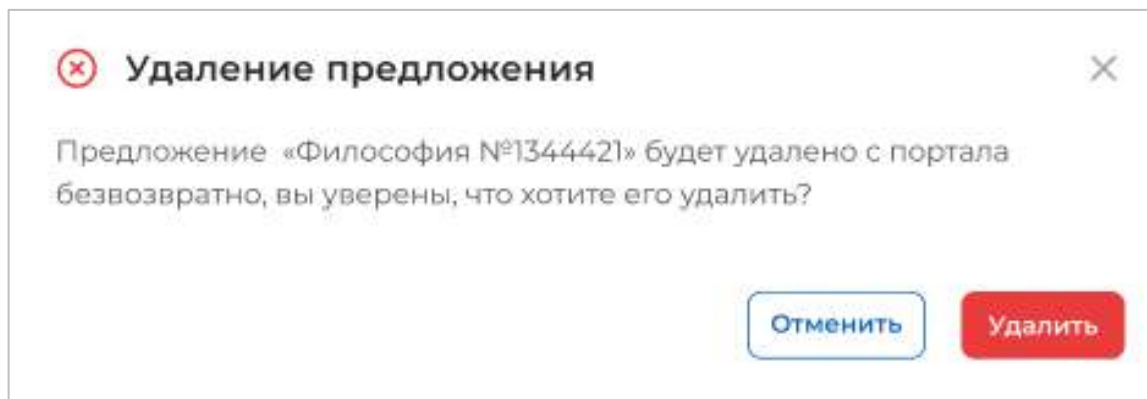 Удаление предложения
Предложение «Философия №1344421» будет удалено с портала
безвозвратно, вы уверены, что хотите его удалить?
Отменить Удалить